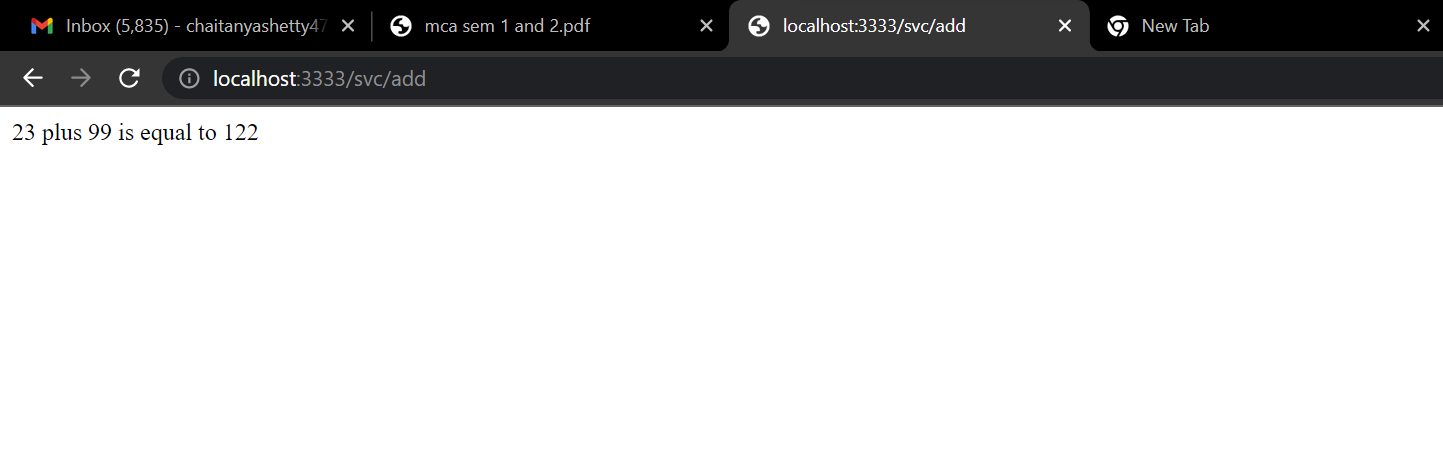 Inbox (5,835) - chaitanyashetty47
mca sem 1 and 2.pdf
localhost:3333/svc/add
New Tab
localhost:3333/svc/add
23 plus 99 is equal to 122